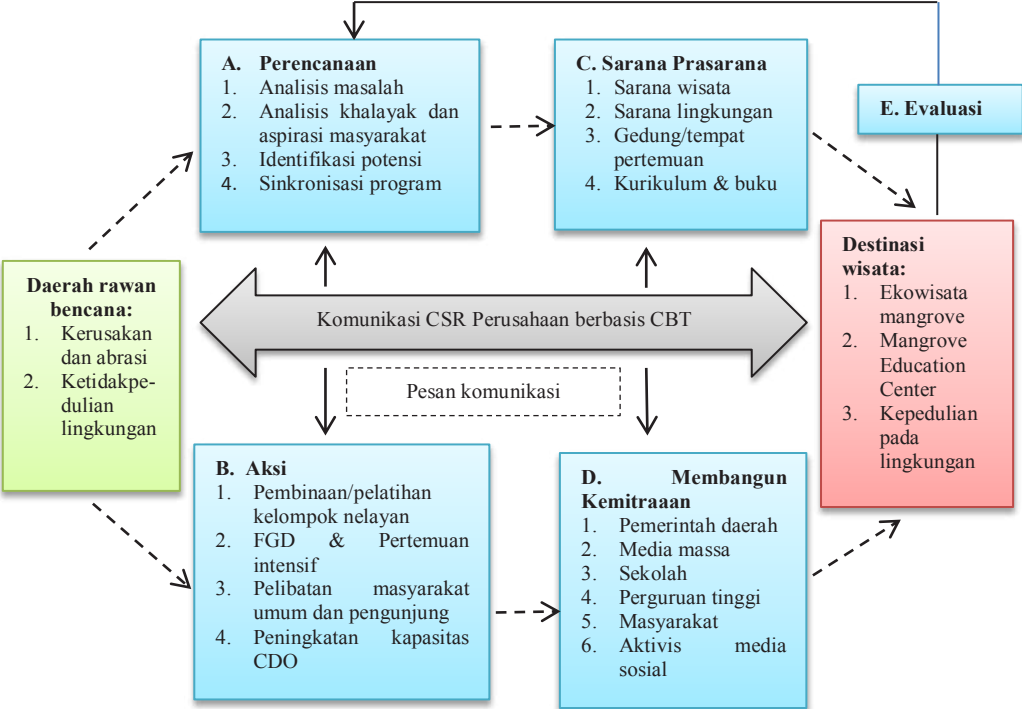 A. Perencanaan
1. Analisis masalah
2. Analisis khalayak dan
aspirasi masyarakat
3. Identifikasi potensi
4. Sinkronisasi program
C. Sarana Prasarana
1. Sarana wisata
2. Sarana lingkungan
3. Gedung/tempat
pertemuan
4. Kurikulum & buku
E. Evaluasi
Daerah rawan
bencana:
1. Kerusakan
dan abrasi
2. Ketidakpe-
dulian
lingkungan
Komunikasi CSR Perusahaan berbasis CBT
Pesan komunikasi
Destinasi
wisata:
1. Ekowisata
mangrove
2. Mangrove
Education
Center
3. Kepedulian
pada
lingkungan
B. Aksi
1. Pembinaan/pelatihan
kelompok nelayan
2. FGD & Pertemuan
intensif
3. Pelibatan masyarakat
umum dan pengunjung
4. Peningkatan kapasitas
CDO
D. Membangun
Kemitraaan
1. Pemerintah daerah
2. Media massa
3. Sekolah
4. Perguruan tinggi
5. Masyarakat
6. Aktivis media
sosial